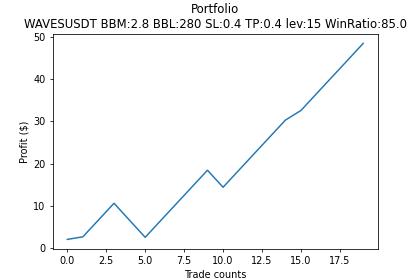 Portfolio
WAVESUSDT BBM:2.8 BBL:280 SL:0.4 TP:0.4 lev:15 WinRatio:85.0
50
40
30
20
10
0
Profit ($)
0.0 2.5 5.0 7.5 10.0 12.5 15.0 17.5
Trade counts